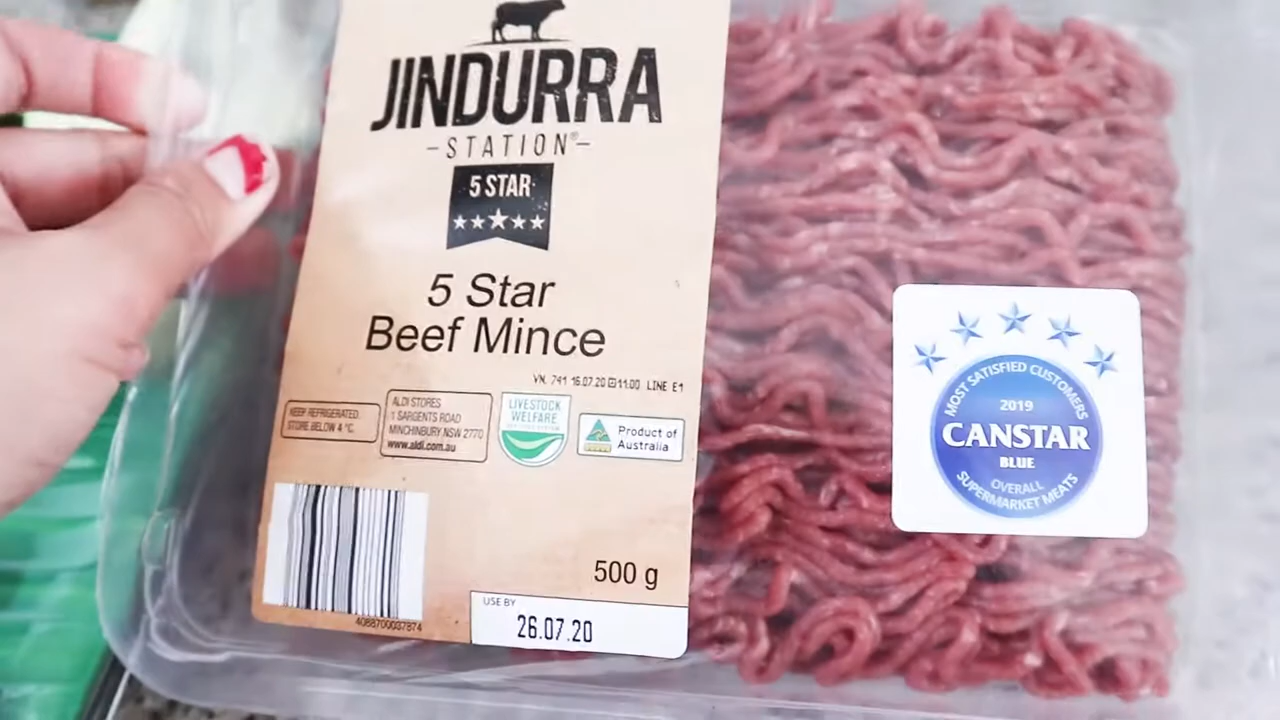 JINDURRA
-STATION®-
5 STAR
5 Star
Beef Mince
VN. 741 16.07.20 11:00 LINE E1
KEEP REFRIGERATED.
STORE BELOW 4 °C.
ALDI STORES
1 SARGENTS ROAD
MINCHINBURY NSW 2770
www.aldi.com.au
LIVESTOCK
WELFARE
Product of
Australia
4088700037874
500 g
USE BY
26.07.20
MOST SATISFIED CUSTOMERS
2019
CANSTAR
BLUE
OVERALL
SUPERMARKET MEATS